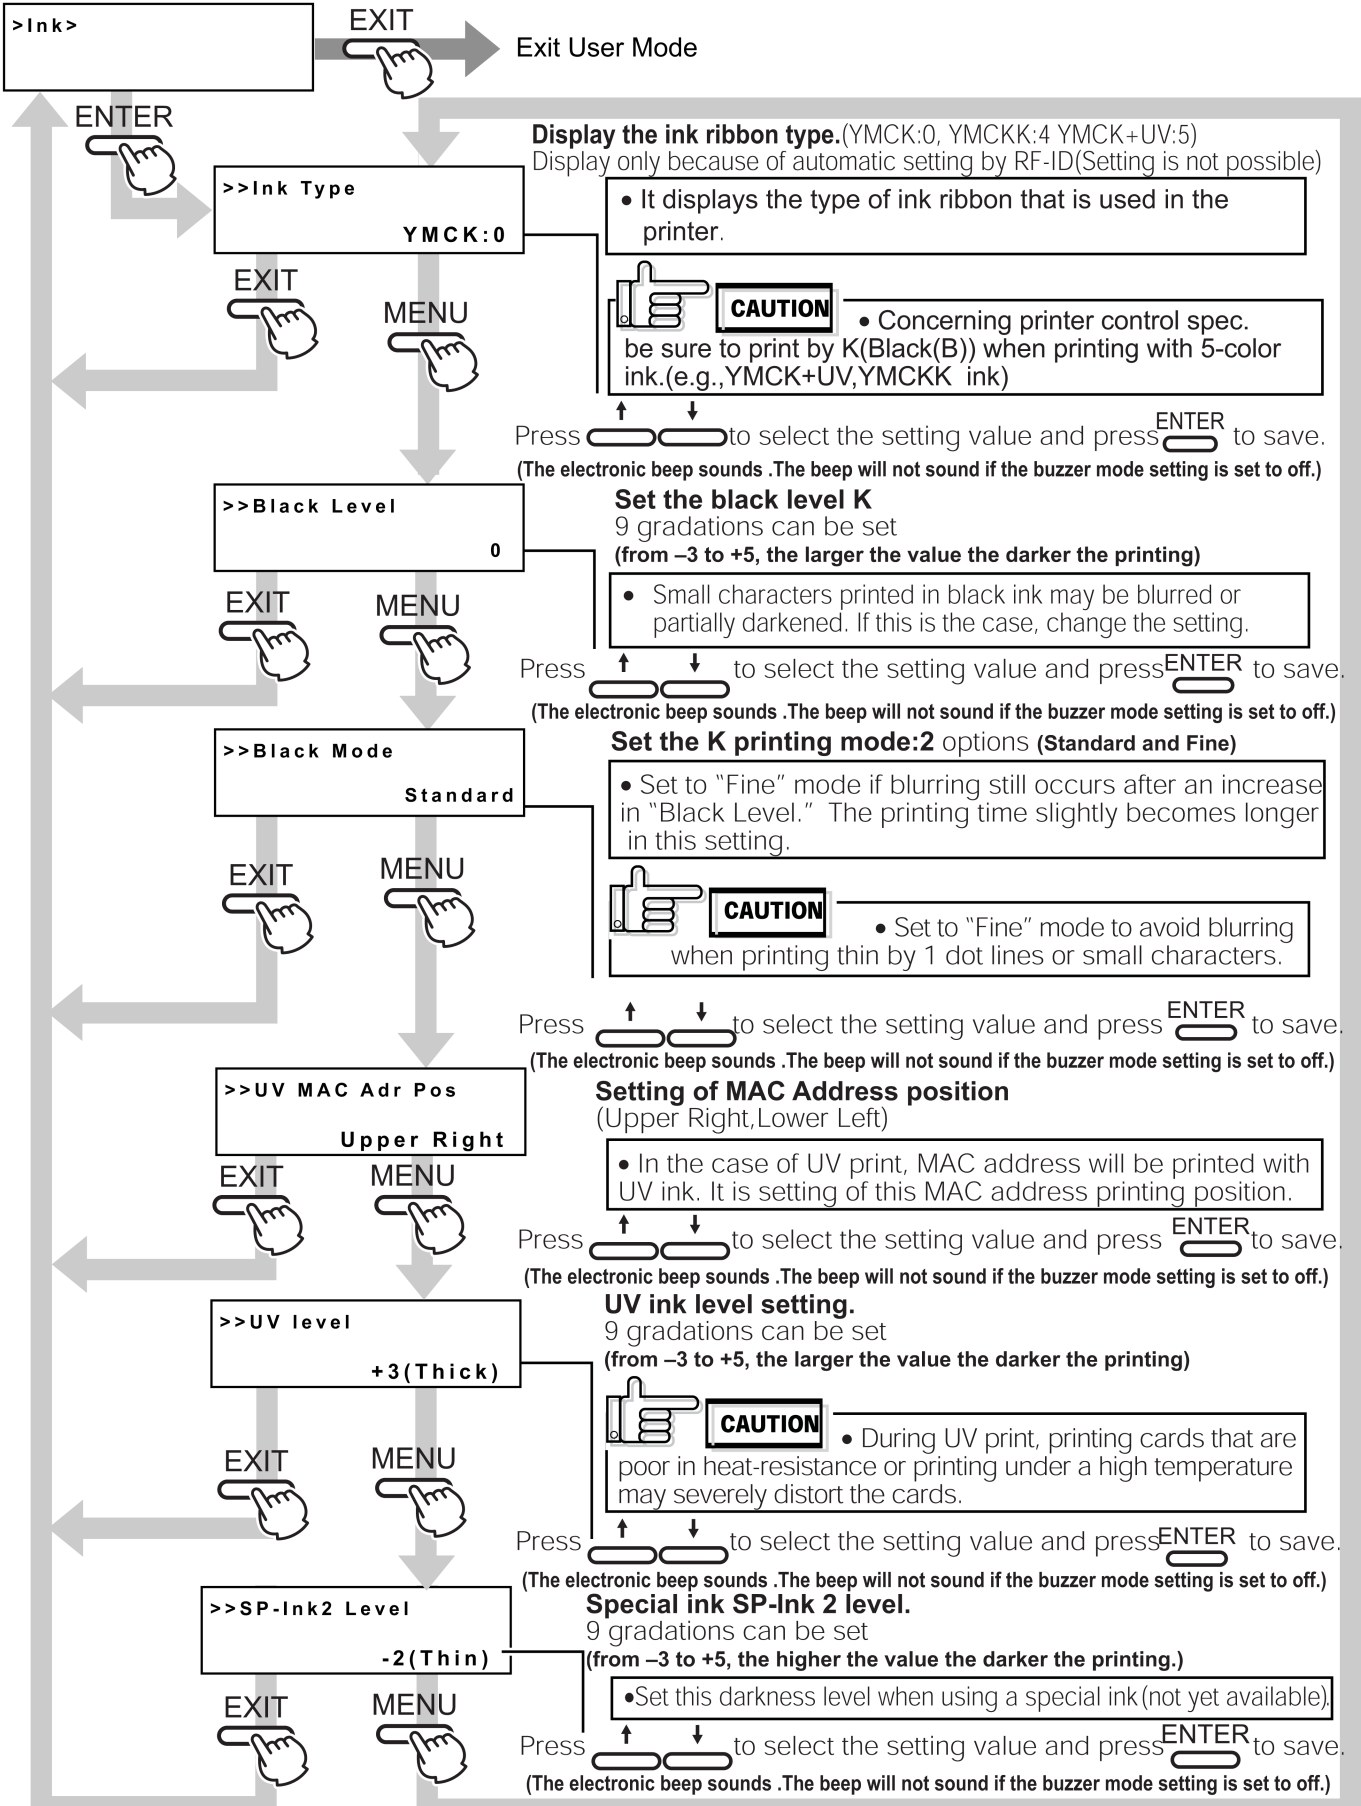 >Ink>
EXIT
Exit User Mode
ENTER
Display the ink ribbon type.(YMCK:0, YMCKK:4 YMCK+UV:5)
Display only because of automatic setting by RF-ID(Setting is not possible)
>>Ink Type
YMCK:0
• It displays the type of ink ribbon that is used in the
printer.
EXIT
MENU
CAUTION
• Concerning printer control spec.
be sure to print by K(Black(B)) when printing with 5-color
ink.(e.g.,YMCK+UV,YMCKK ink)
Press to select the setting value and press ENTER to save.
(The electronic beep sounds .The beep will not sound if the buzzer mode setting is set to off.)
>>Black Level
0
Set the black level K
9 gradations can be set
(from –3 to +5, the larger the value the darker the printing)
EXIT
MENU
• Small characters printed in black ink may be blurred or
partially darkened. If this is the case, change the setting.
Press to select the setting value and press ENTER to save.
(The electronic beep sounds .The beep will not sound if the buzzer mode setting is set to off.)
>>Black Mode
Standard
Set the K printing mode:2 options (Standard and Fine)
• Set to “Fine” mode if blurring still occurs after an increase
in “Black Level.” The printing time slightly becomes longer
in this setting.
EXIT
MENU
CAUTION
• Set to “Fine” mode to avoid blurring
when printing thin by 1 dot lines or small characters.
Press to select the setting value and press ENTER to save.
(The electronic beep sounds .The beep will not sound if the buzzer mode setting is set to off.)
>>UV MAC Adr Pos
Upper Right
Setting of MAC Address position
(Upper Right,Lower Left)
EXIT
MENU
• In the case of UV print, MAC address will be printed with
UV ink. It is setting of this MAC address printing position.
Press to select the setting value and press ENTER to save.
(The electronic beep sounds .The beep will not sound if the buzzer mode setting is set to off.)
>>UV level
+3(Thick)
UV ink level setting.
9 gradations can be set
(from –3 to +5, the larger the value the darker the printing)
EXIT
MENU
CAUTION
• During UV print, printing cards that are
poor in heat-resistance or printing under a high temperature
may severely distort the cards.
Press to select the setting value and press ENTER to save.
(The electronic beep sounds .The beep will not sound if the buzzer mode setting is set to off.)
>>SP-Ink2 Level
-2(Thin)
Special ink SP-Ink 2 level.
9 gradations can be set
(from –3 to +5, the higher the value the darker the printing.)
EXIT
MENU
•Set this darkness level when using a special ink (not yet available).
Press to select the setting value and press ENTER to save.
(The electronic beep sounds .The beep will not sound if the buzzer mode setting is set to off.)